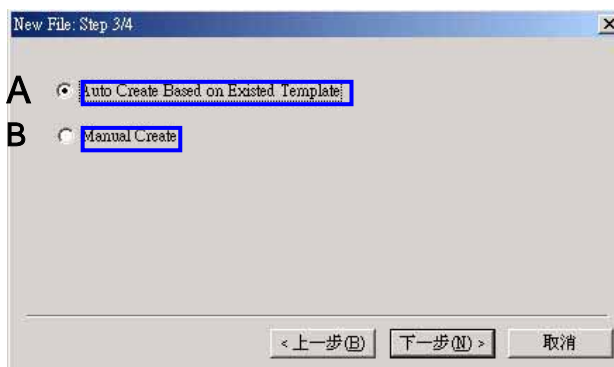 New File: Step 3/4
A Auto Create Based on Existed Template
B Manual Create
<上一步(B) 下一步(N)> 取消